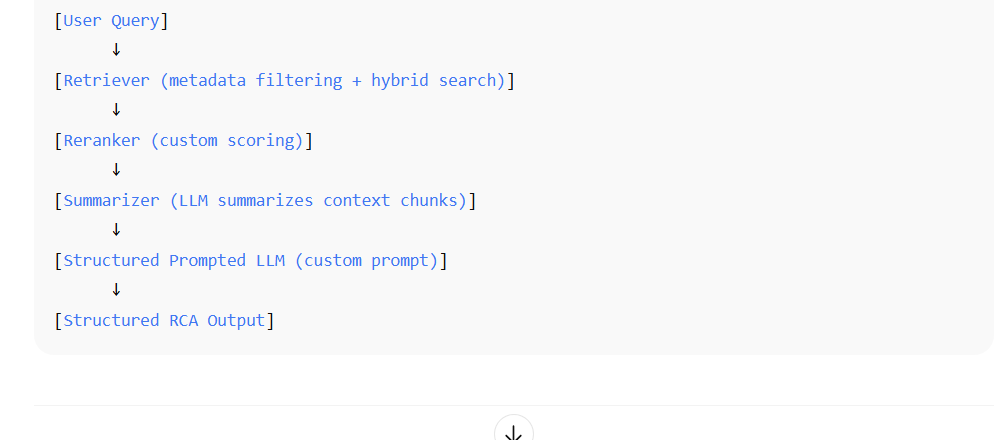 [User Query]
↓
[Retriever (metadata filtering + hybrid search)]
↓
[Reranker (custom scoring)]
↓
[Summarizer (LLM summarizes context chunks)]
↓
[Structured Prompted LLM (custom prompt)]
↓
[Structured RCA Output]